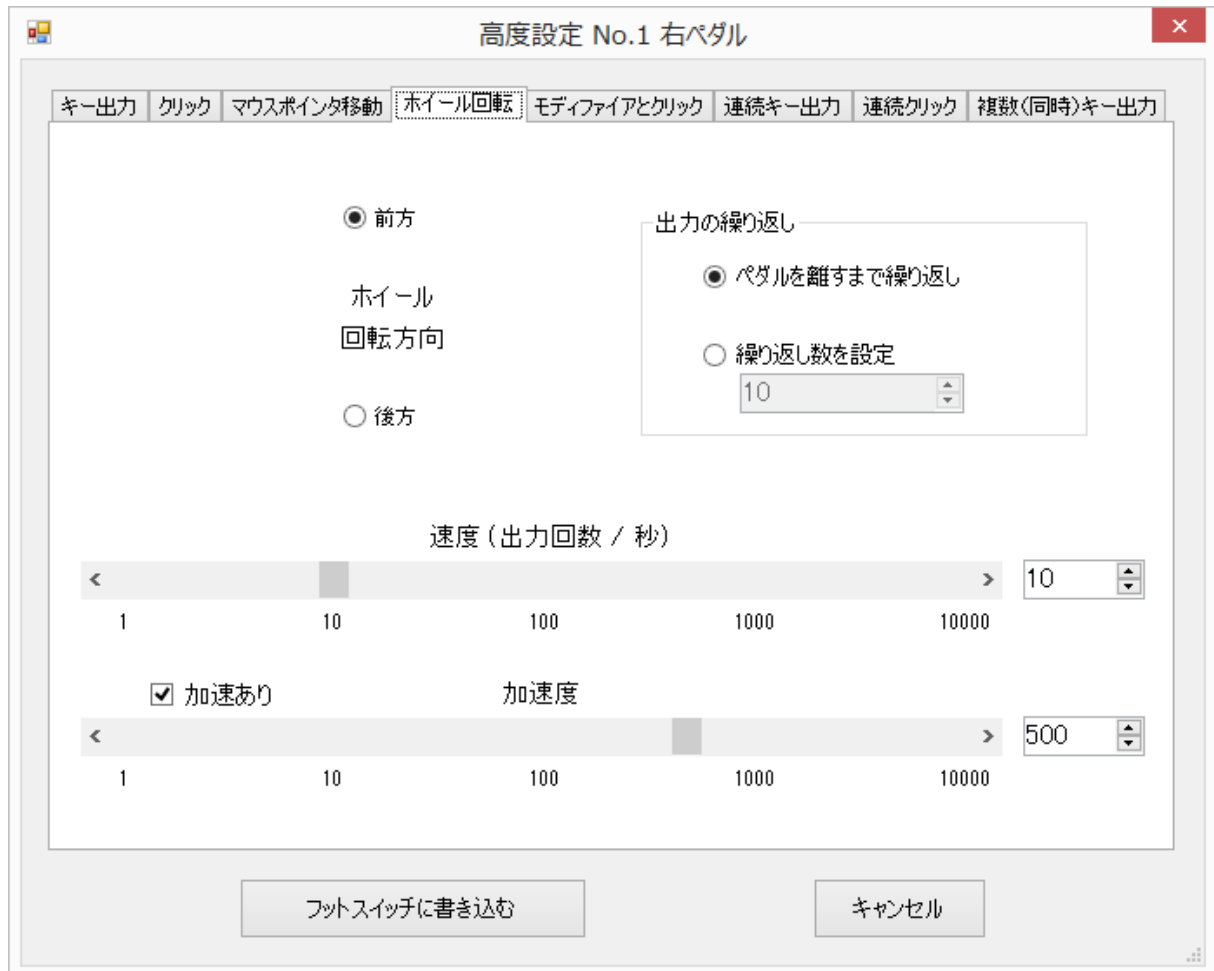 高度設定 No.1 右ペダル
キー出力 クリック マウスポインタ移動 ホイール回転 モディファイアとクリック 連続キー出力 連続クリック 複数(同時)キー出力
前方
ホイール
回転方向
後方
出力の繰り返し
ペダルを離すまで繰り返し
繰り返し数を設定
10
速度(出力回数 / 秒)
10
1 10 100 1000 10000
加速あり 加速度
500
1 10 100 1000 10000
フットスイッチに書き込む キャンセル